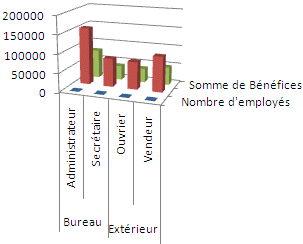 200000
150000
100000
50000
0
Somme de Bénéfices
Nombre d'employés
Administrateur
Secrétaire
Ouvrier
Vendeur
Bureau
Extérieur